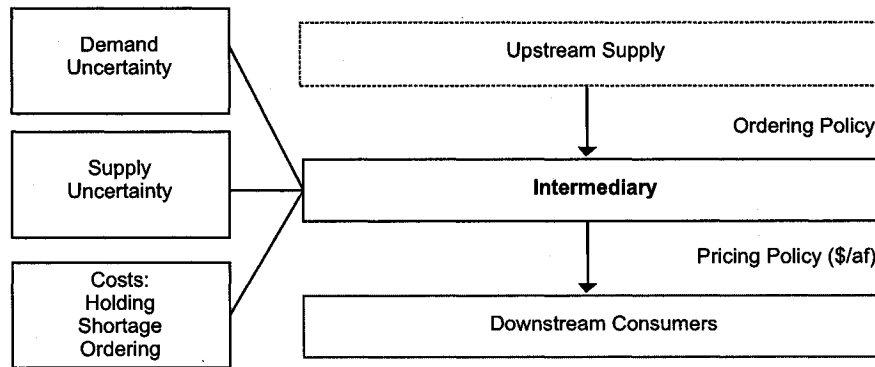 Demand
Uncertainty
Upstream Supply
Ordering Policy
Supply
Uncertainty
Intermediary
Pricing Policy ($/af)
Costs:
Holding
Shortage
Ordering
Downstream Consumers